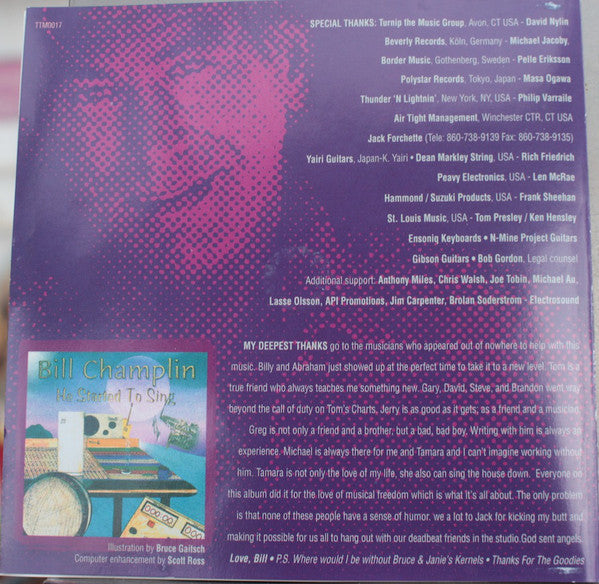 TTM0017
SPECIAL THANKS: Turnip the Music Group, Avon, CT USA - David Nylin
Beverly Records, Köln, Germany - Michael Jacoby,
Border Music, Gothenberg, Sweden - Pelle Eriksson
Polystar Records, Tokyo, Japan - Masa Ogawa
Thunder 'N Lightnin', New York, NY, USA - Philip Varraile
Air Tight Management, Winchester CTR, CT USA
Jack Forchette (Tele: 860-738-9139 Fax: 860-738-9135)
Yairi Guitars, Japan-K. Yairi • Dean Markley String, USA - Rich Friedrich
Peavy Electronics, USA - Len McRae
Hammond / Suzuki Products, USA - Frank Sheehan
St. Louis Music, USA - Tom Presley / Ken Hensley
Ensoniq Keyboards • N-Mine Project Guitars
Gibson Guitars • Bob Gordon, Legal counsel
Additional support: Anthony Miles, Chris Walsh, Joe Tobin, Michael Au,
Lasse Olsson, API Promotions, Jim Carpenter, Brolan Suderstrom - Electrosound
MY DEEPEST THANKS go to the musicians who appeared out of nowhere to help with this
music. Billy and Abraham just showed up at the perfect time to take it to a new level. Tom is a
true friend who always teaches me something new. Gary, David, Steve, and Brandon went way
beyond the call of duty on Tom's Charts, Jerry is as good as it gets, as a friend and a musician.
Greg is not only a friend and a brother, but a bad, bad boy, Writing with him is always an
experience. Michael is always there for me and Tamara and I can't imagine working without
him. Tamara is not only the love of my life, she also can sing the house down. Everyone on
this album did it for the love of musical freedom which is what it's all about. The only problem
is that none of these people have a sense of humor. we a lot to Jack for kicking my butt and
making it possible for us all to hang out with our deadbeat friends in the studio.God sent angels.
Love, Bill • P.S. Where would I be without Bruce & Janie's Kernels • Thanks For The Goodies
Bill Champlin
He Started To Sing
Illustration by Bruce Gaitsch
Computer enhancement by Scott Ross